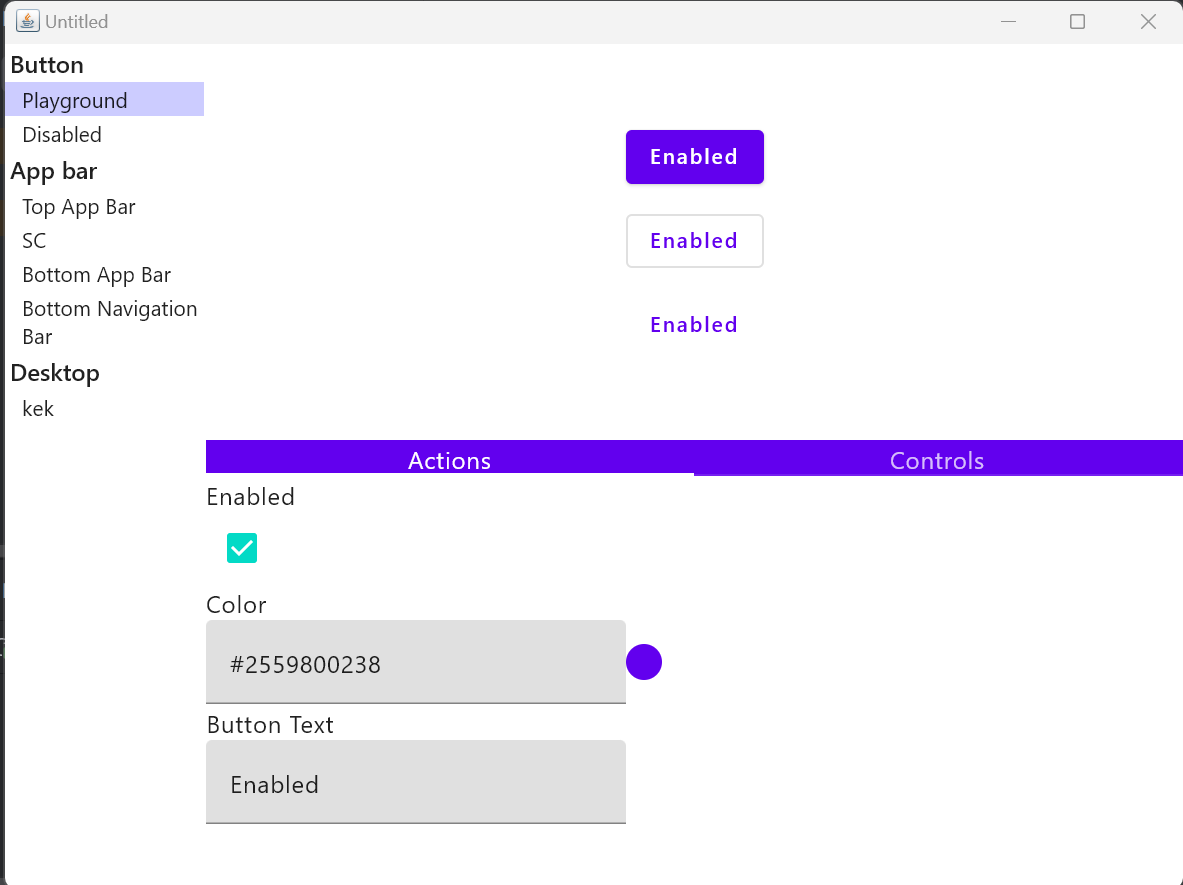 Untitled
Button
Playground
Disabled
App bar
Top App Bar
SC
Bottom App Bar
Bottom Navigation
Bar
Desktop
kek
Enabled
Enabled
Enabled
Actions
Controls
Enabled
Color
#2559800238
Button Text
Enabled